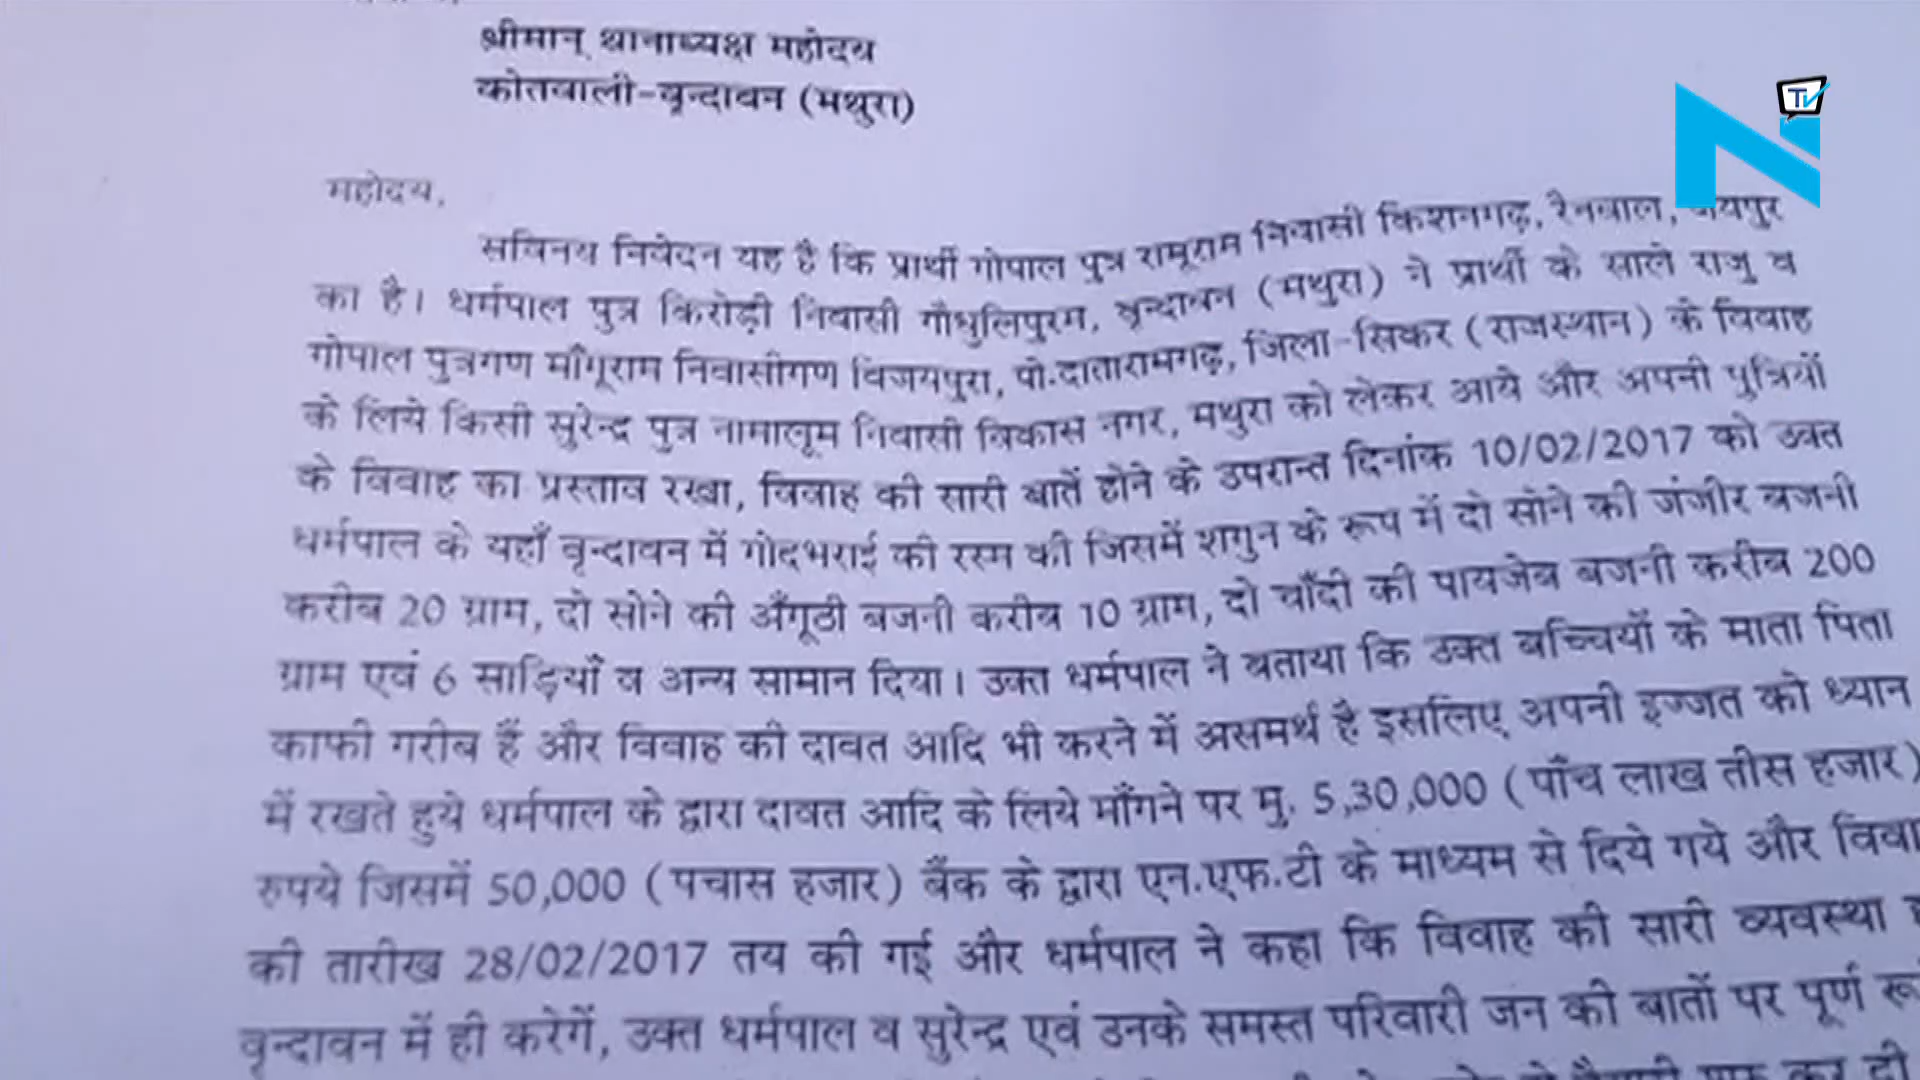 श्रीमान् थानाध्यक्ष महोदय
कोतवाली-वृन्दावन (मथुरा)
TV
महोदय,
सविनय निवेदन यह है कि प्रार्थी गोपाल पुत्र रामूराम निवासी किशनगढ़, रैनवाल, जयपुर
का है। धर्मपाल पुत्र किरोड़ी निवासी गौधुलिपुरम, वृन्दावन (मथुरा) ने प्रार्थी के साले राजु व
गोपाल पुत्रगण माँगूराम निवासीगण विजयपुरा, पो.दातारामगढ़, जिला-सिकर (राजस्थान) के विवाह
के लिये किसी सुरेन्द्र पुत्र नामालूम निवासी विकास नगर, मथुरा को लेकर आये और अपनी पुत्रियों
के विवाह का प्रस्ताव रखा, विवाह की सारी बातें होने के उपरान्त दिनांक 10/02/2017 को उक्त
धर्मपाल के यहाँ वृन्दावन में गोदभराई की रस्म की जिसमें शगुन के रूप में दो सोने की जंजीर बजनी
करीब 20 ग्राम, दो सोने की अँगूठी बजनी करीब 10 ग्राम, दो चाँदी की पायजेब बजनी करीब 200
ग्राम एवं 6 साड़ियाँ व अन्य सामान दिया। उक्त धर्मपाल ने बताया कि उक्त बच्चियों के माता पिता
काफी गरीब हैं और विवाह की दावत आदि भी करने में असमर्थ है इसलिए अपनी इज्जत को ध्यान
में रखते हुये धर्मपाल के द्वारा दावत आदि के लिये माँगने पर मु. 5,30,000 (पाँच लाख तीस हजार)
रुपये जिसमें 50,000 (पचास हजार) बैंक के द्वारा एन.एफ.टी के माध्यम से दिये गये और विवा
की तारीख 28/02/2017 तय की गई और धर्मपाल ने कहा कि विवाह की सारी व्यवस्था
वृन्दावन में ही करेगें, उक्त धर्मपाल व सुरेन्द्र एवं उनके समस्त परिवारी जन की बातों पर पूर्ण